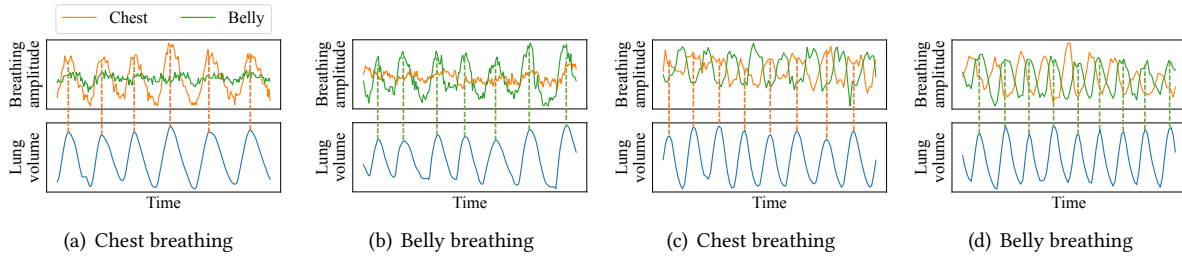 Chest
Belly
Breathing
amplitude
Lung
volume
Time
(a) Chest breathing
Breathing
amplitude
Lung
volume
Time
(b) Belly breathing
Breathing
amplitude
Lung
volume
Time
(c) Chest breathing
Breathing
amplitude
Lung
volume
Time
(d) Belly breathing